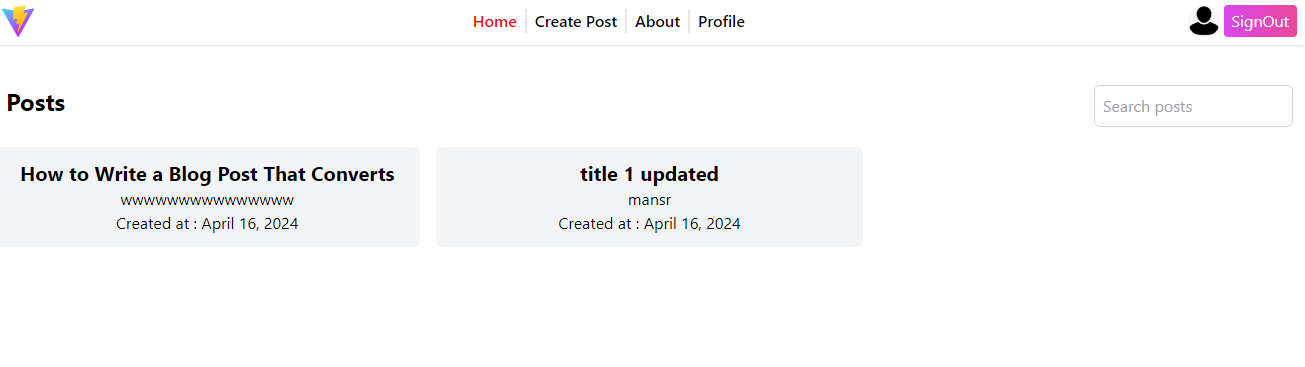 Home Create Post About Profile SignOut
Posts
Search posts
How to Write a Blog Post That Converts
wwwwwwwwwwwwwww
Created at : April 16, 2024
title 1 updated
mansr
Created at : April 16, 2024